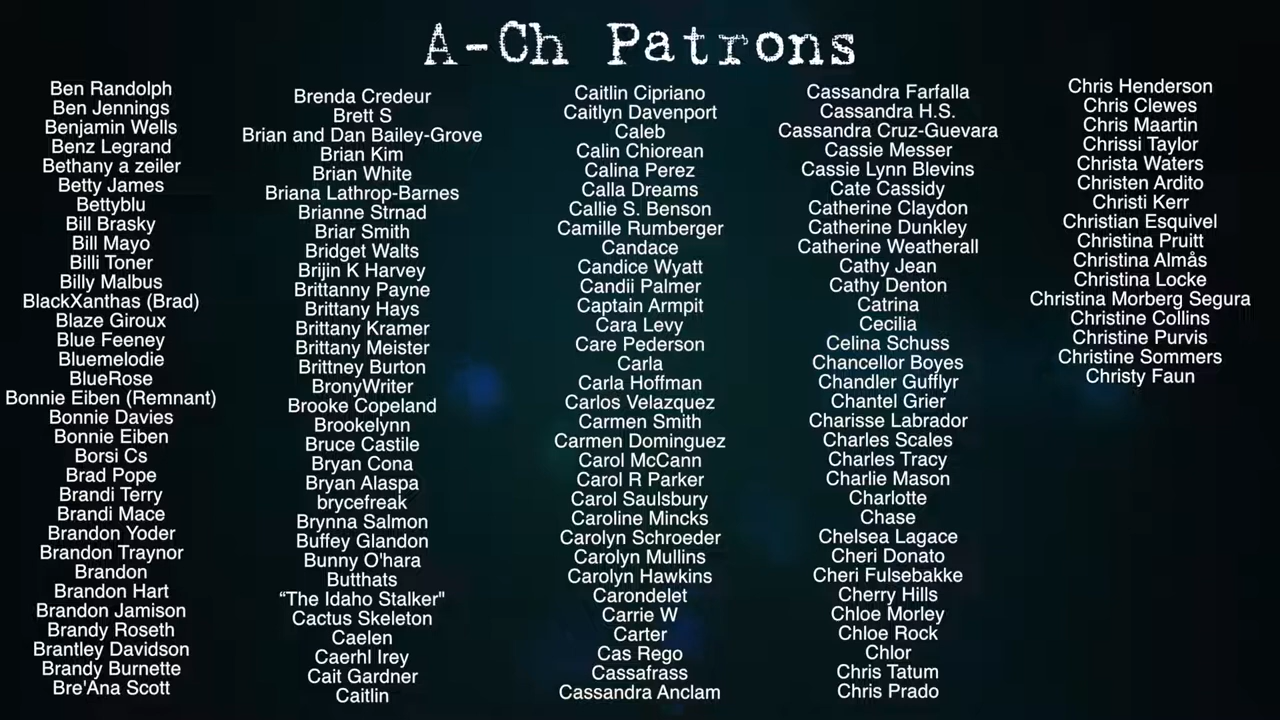 A-Ch Patrons
Ben Randolph
Ben Jennings
Benjamin Wells
Benz Legrand
Bethany a zeiler
Betty James
Bettyblu
Bill Brasky
Bill Mayo
Billi Toner
Billy Malbus
BlackXanthas (Brad)
Blaze Giroux
Blue Feeney
Bluemelodie
BlueRose
Bonnie Eiben (Remnant)
Bonnie Davies
Bonnie Eiben
Borsi Cs
Brad Pope
Brandi Terry
Brandi Mace
Brandon Yoder
Brandon Traynor
Brandon
Brandon Hart
Brandon Jamison
Brandy Roseth
Brantley Davidson
Brandy Burnette
Bre'Ana Scott
Brenda Credeur
Brett S
Brian and Dan Bailey-Grove
Brian Kim
Brian White
Briana Lathrop-Barnes
Brianne Strnad
Briar Smith
Bridget Walts
Brijin K Harvey
Brittanny Payne
Brittany Hays
Brittany Kramer
Brittany Meister
Brittney Burton
BronyWriter
Brooke Copeland
Brookelynn
Bruce Castile
Bryan Cona
Bryan Alaspa
brycefreak
Brynna Salmon
Buffey Glandon
Bunny O'hara
Butthats
“The Idaho Stalker"
Cactus Skeleton
Caelen
Caerhl Irey
Cait Gardner
Caitlin
Caitlin Cipriano
Caitlyn Davenport
Caleb
Calin Chiorean
Calina Perez
Calla Dreams
Callie S. Benson
Camille Rumberger
Candace
Candice Wyatt
Candii Palmer
Captain Armpit
Cara Levy
Care Pederson
Carla
Carla Hoffman
Carlos Velazquez
Carmen Smith
Carmen Dominguez
Carol McCann
Carol R Parker
Carol Saulsbury
Caroline Mincks
Carolyn Schroeder
Carolyn Mullins
Carolyn Hawkins
Carondelet
Carrie W
Carter
Cas Rego
Cassafrass
Cassandra Anclam
Cassandra Farfalla
Cassandra H.S.
Cassandra Cruz-Guevara
Cassie Messer
Cassie Lynn Blevins
Cate Cassidy
Catherine Claydon
Catherine Dunkley
Catherine Weatherall
Cathy Jean
Cathy Denton
Catrina
Cecilia
Celina Schuss
Chancellor Boyes
Chandler Gufflyr
Chantel Grier
Charisse Labrador
Charles Scales
Charles Tracy
Charlie Mason
Charlotte
Chase
Chelsea Lagace
Cheri Donato
Cheri Fulsebakke
Cherry Hills
Chloe Morley
Chloe Rock
Chlor
Chris Tatum
Chris Prado
Chris Henderson
Chris Clewes
Chris Maartin
Chrissi Taylor
Christa Waters
Christen Ardito
Christi Kerr
Christian Esquivel
Christina Pruitt
Christina Almås
Christina Locke
Christina Morberg Segura
Christine Collins
Christine Purvis
Christine Sommers
Christy Faun